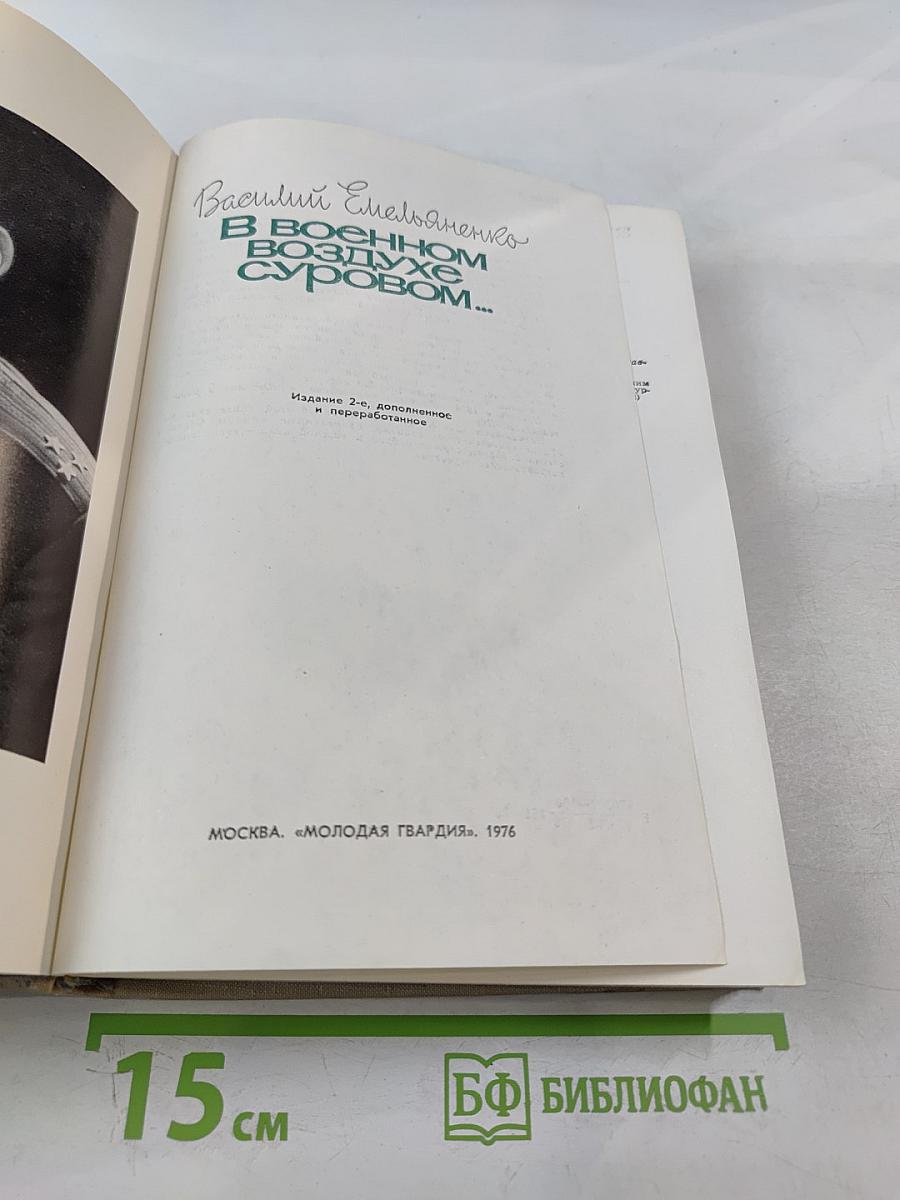 Василий Емельяненко
В военном
воздухе
суровом...
Издание 2-е, дополненное
и переработанное
МОСКВА. «МОЛОДАЯ ГВАРДИЯ». 1976
15 см
БФ БИБЛИОФАН